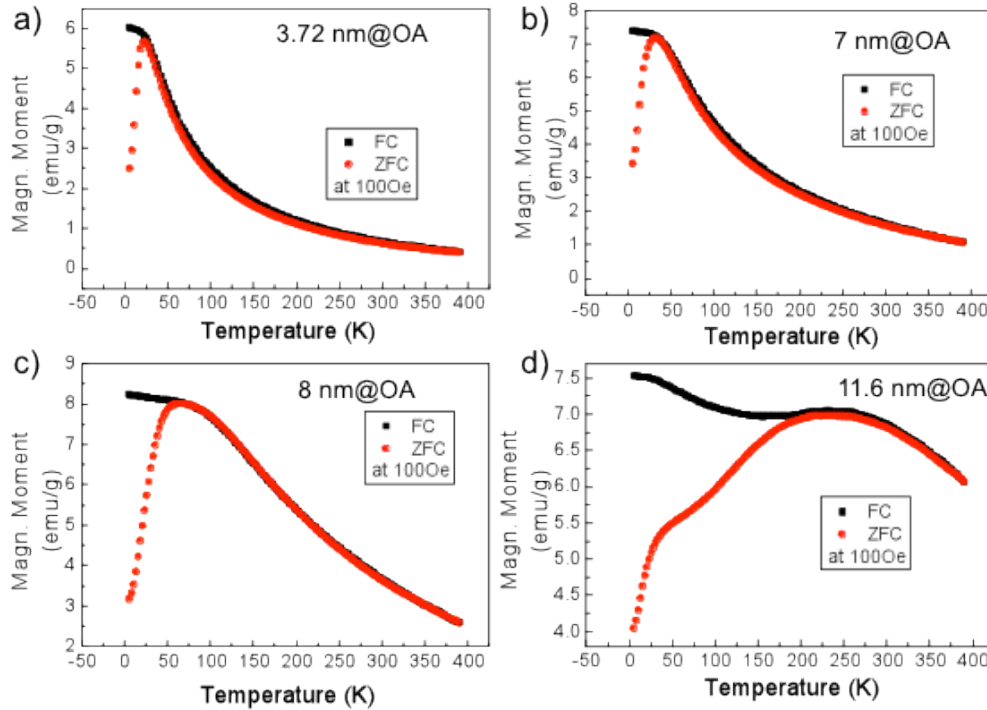 a)
3.72 nm@OA
Magn. Moment
(emu/g)
6
5
4
3
2
1
0
FC
ZFC
at 100Oe
-50 0 50 100 150 200 250 300 350 400
Temperature (K)
b)
7 nm@OA
Magn. Moment
(emu/g)
8
7
6
5
4
3
2
1
0
FC
ZFC
at 100Oe
-50 0 50 100 150 200 250 300 350 400
Temperature (K)
c)
8 nm@OA
Magn. Moment
(emu/g)
9
8
7
6
5
4
3
2
FC
ZFC
at 100Oe
-50 0 50 100 150 200 250 300 350 400
Temperature (K)
d)
11.6 nm@OA
Magn. Moment
(emu/g)
7.5
7.0
6.5
6.0
5.5
5.0
4.5
4.0
FC
ZFC
at 100Oe
-50 0 50 100 150 200 250 300 350 400
Temperature (K)